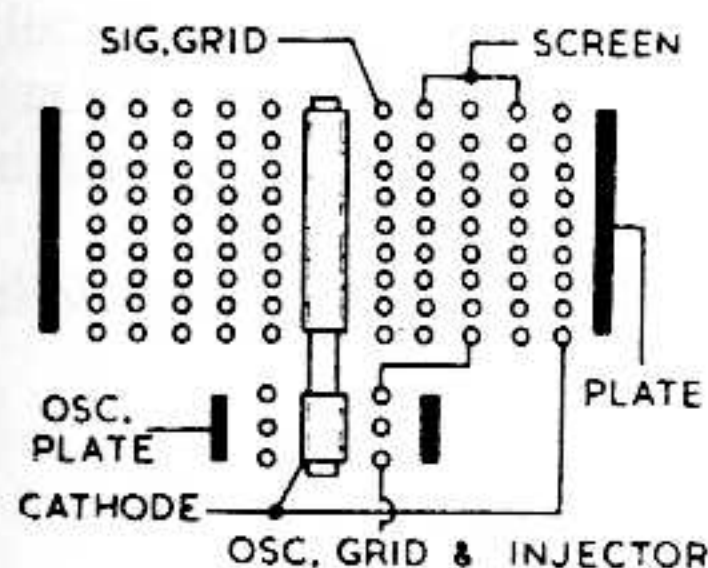 SIG, GRID
SCREEN
PLATE
OSC.
PLATE
CATHODE
OSC, GRID & INJECTOR